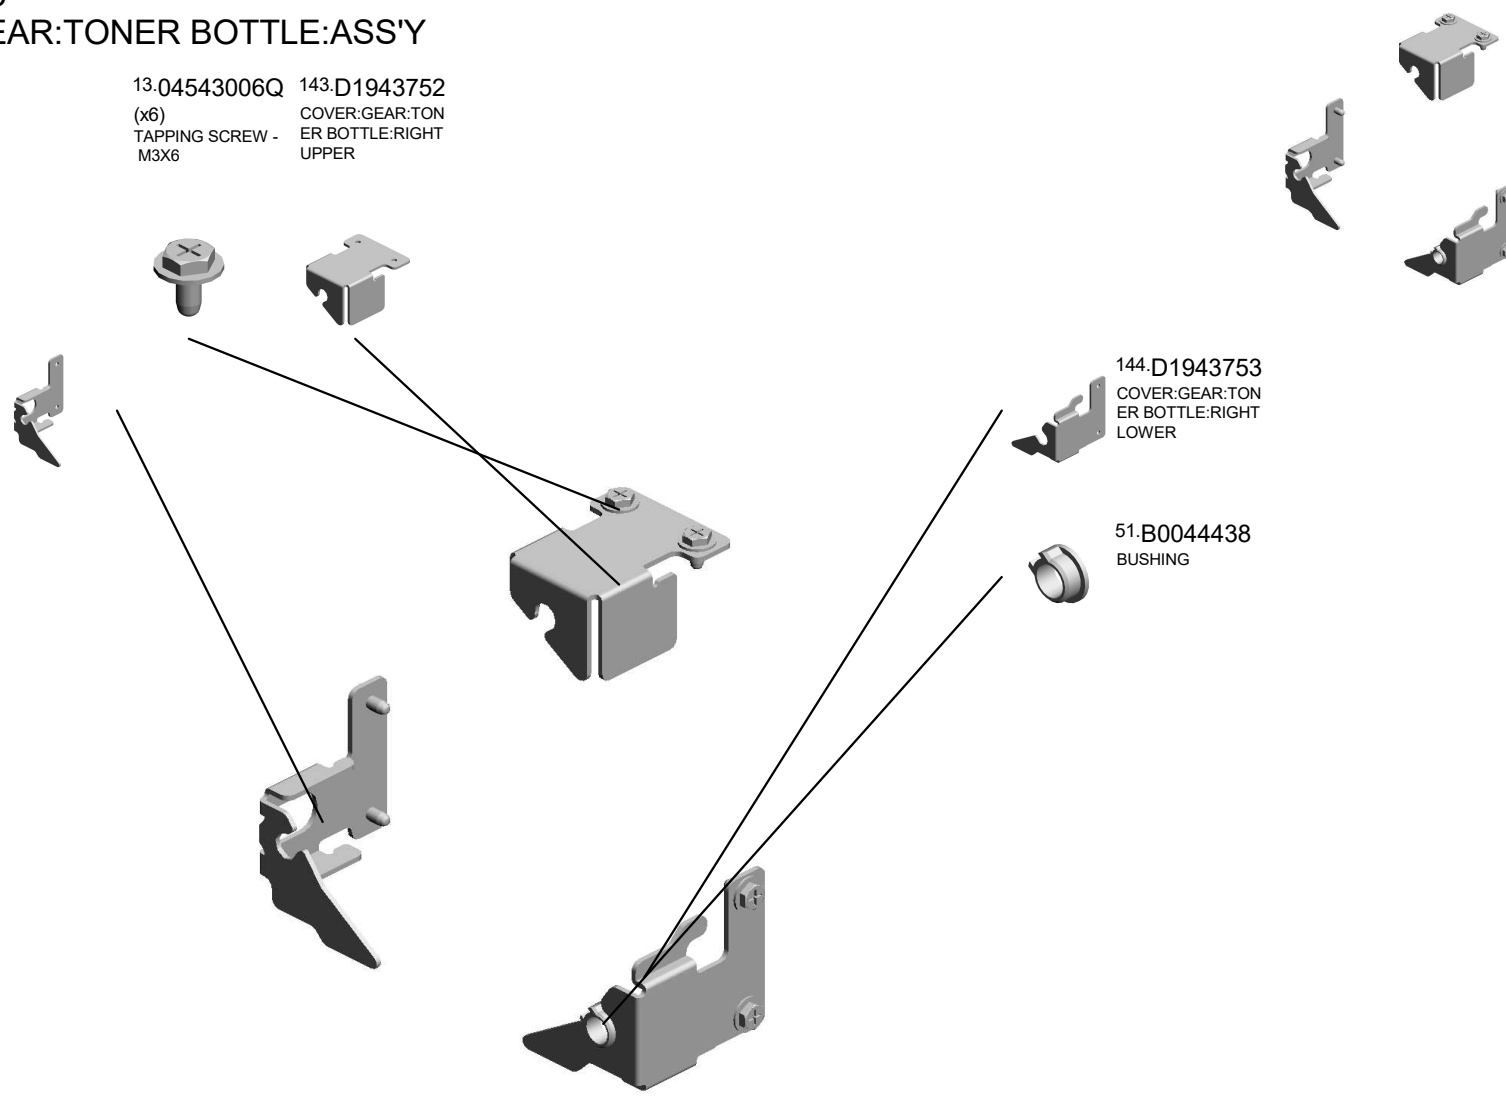 EAR:TONER BOTTLE:ASS'Y
13.04543006Q
(x6)
TAPPING SCREW -
M3X6
143.D1943752
COVER:GEAR:TON
ER BOTTLE:RIGHT
UPPER
144.D1943753
COVER:GEAR:TON
ER BOTTLE:RIGHT
LOWER
51.B0044438
BUSHING